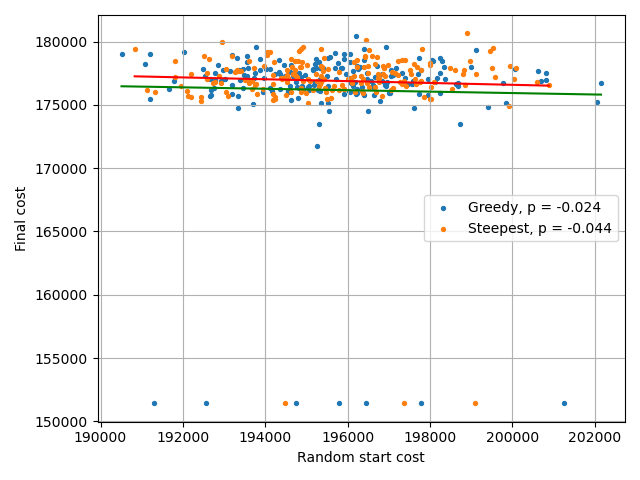 180000
175000
170000
165000
160000
155000
150000
Final cost
Greedy, p = -0.024
Steepest, p = -0.044
190000 192000 194000 196000 198000 200000 202000
Random start cost